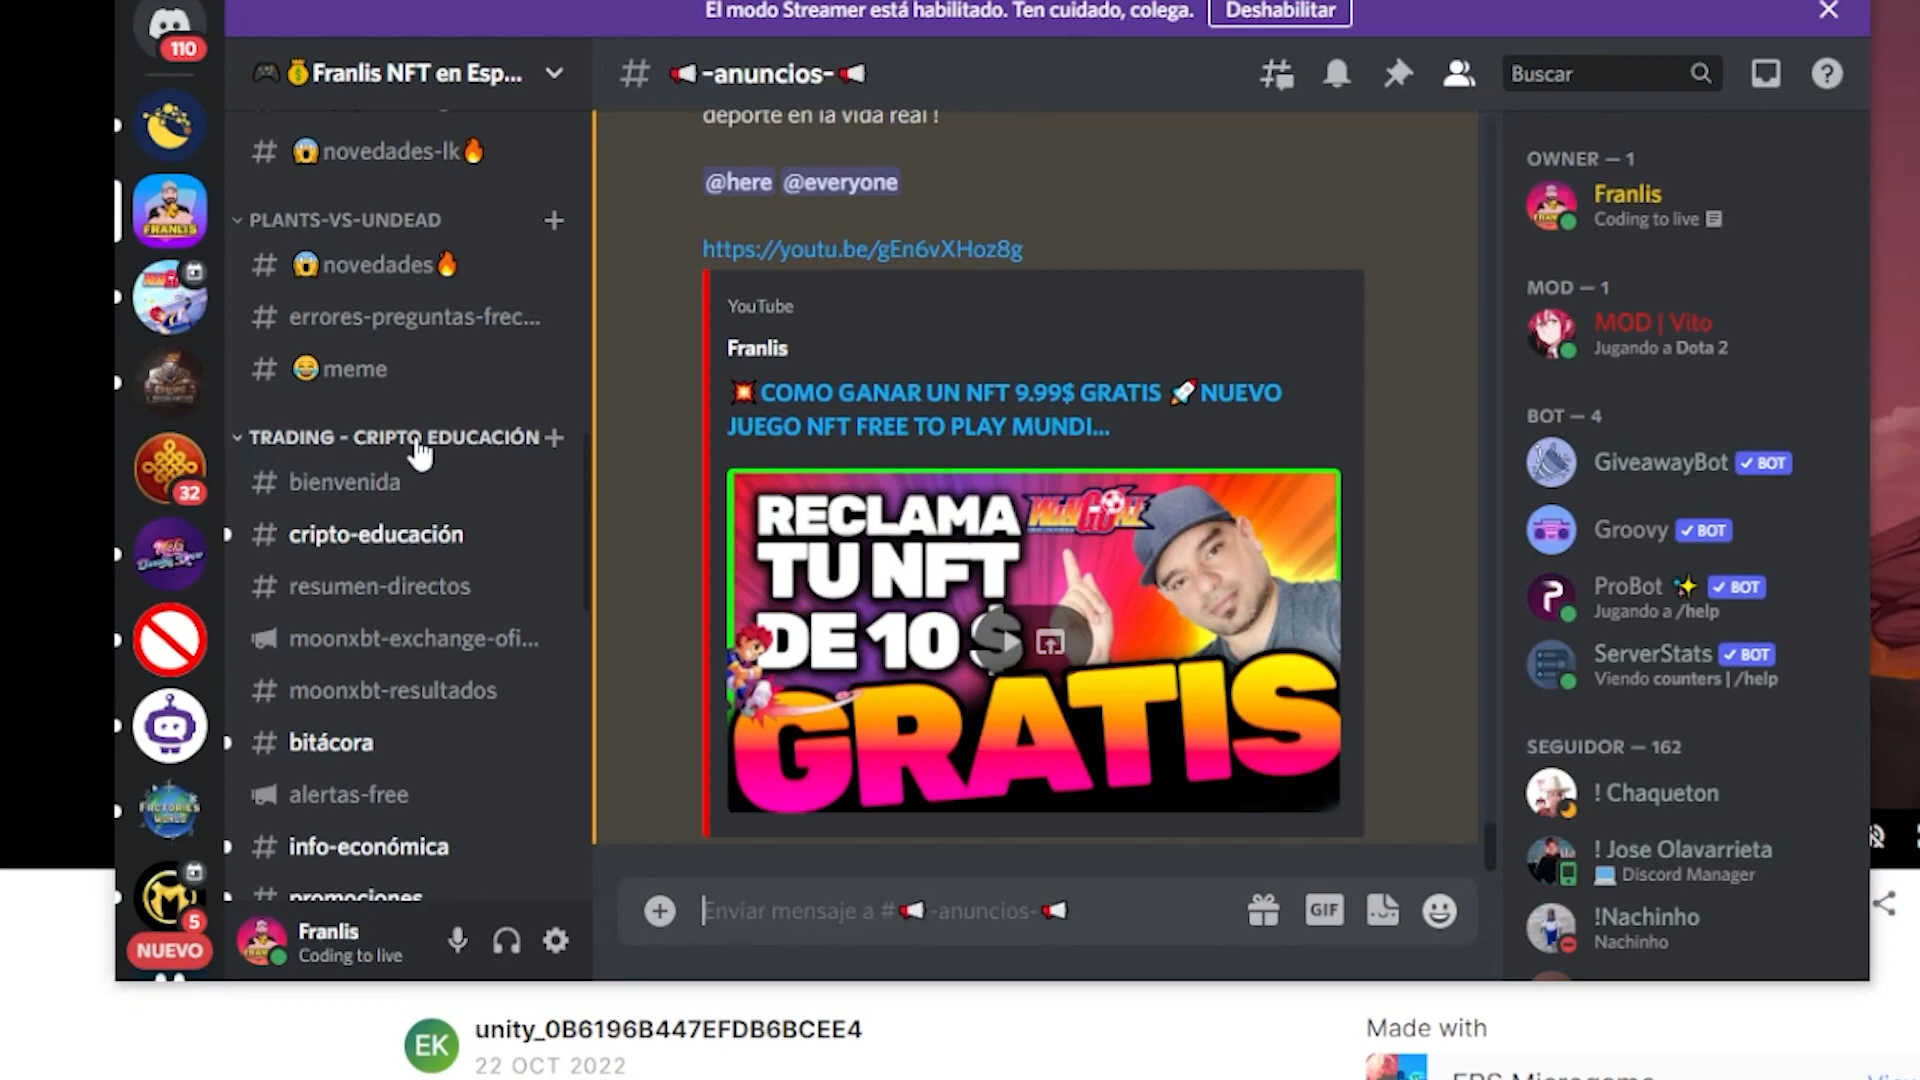 El modo Streamer está habilitado. Ten cuidado, colega.
Deshabilitar
110
Franlis NFT en Esp...
-anuncios-
Buscar
novedades-lk
PLANTS-VS-UNDEAD
novedades
errores-preguntas-frec...
meme
TRADING - CRIPTO EDUCACIÓN
bienvenida
cripto-educación
resumen-directos
moonxbt-exchange-ofi...
moonxbt-resultados
bitácora
alertas-free
info-económica
promociones
FRANLIS
32
FACTORIES
WORLD
5
NUEVO
Franlis
Coding to live
deporte en la vida real !
@here @everyone
https://youtu.be/gEn6vXHoz8g
YouTube
Franlis
COMO GANAR UN NFT 9.99$ GRATIS NUEVO
JUEGO NFT FREE TO PLAY MUNDI...
RECLAMA WINGOAL
TU NFT
DE 10 $
GRATIS
Enviar mensaje a # -anuncios-
GIF
OWNER — 1
Franlis
Coding to live
MOD — 1
MOD | Vito
Jugando a Dota 2
BOT — 4
GiveawayBot BOT
Groovy BOT
ProBot BOT
Jugando a /help
ServerStats BOT
Viendo counters | /help
SEGUIDOR — 162
! Chaqueton
! Jose Olavarrieta
Discord Manager
!Nachinho
Nachinho
EK
unity_0B6196B447EFDB6BCEE4
22 OCT 2022
Made with
FPS Microgame